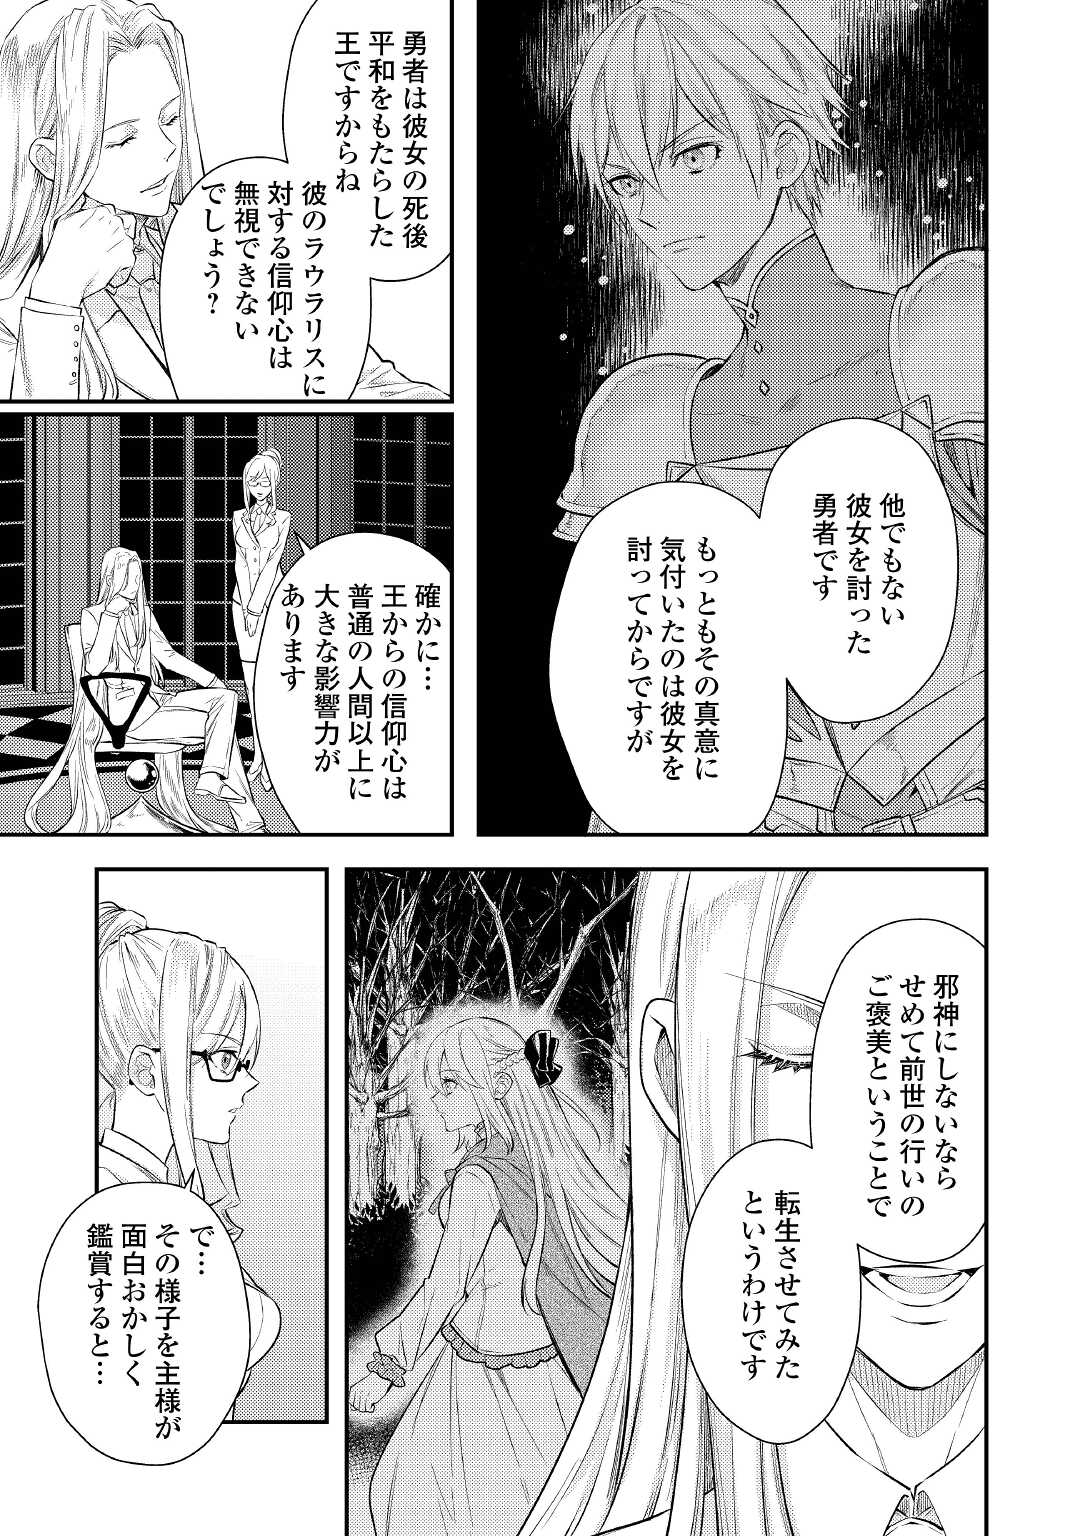 他でもない
彼女を討った
勇者です
もっともその真意に
気付いたのは彼女を
討ってからですが
勇者は彼女の死後
平和をもたらした
王ですからね
彼のラウラリスに
対する信仰心は
無視できない
でしょう?
確かに…
王からの信仰心は
普通の人間以上に
大きな影響力が
あります
邪神にしないなら
せめて前世の行いの
ご褒美ということで
転生させてみた
というわけです
で…
その様子を主様が
面白おかしく
鑑賞すると…